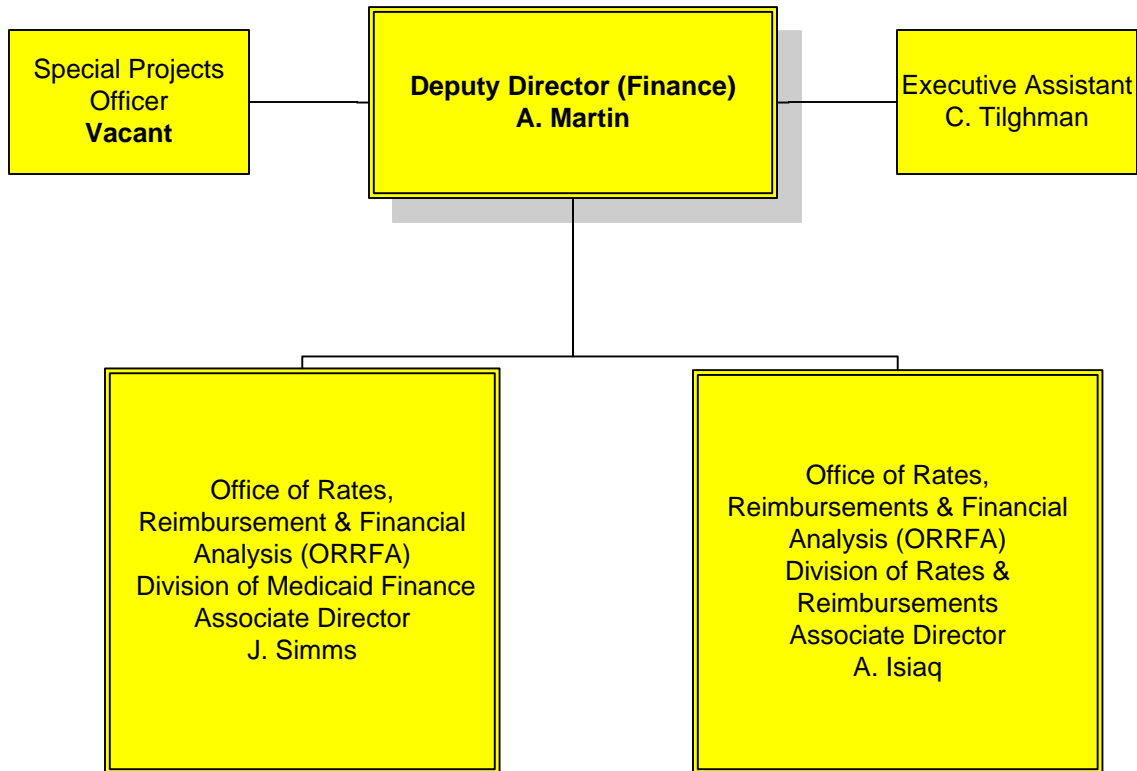 Special Projects
Officer
Vacant
Deputy Director (Finance)
A. Martin
Executive Assistant
C. Tilghman
Office of Rates,
Reimbursement & Financial
Analysis (ORRFA)
Division of Medicaid Finance
Associate Director
J. Simms
Office of Rates,
Reimbursements & Financial
Analysis (ORRFA)
Division of Rates &
Reimbursements
Associate Director
A. Isiaq